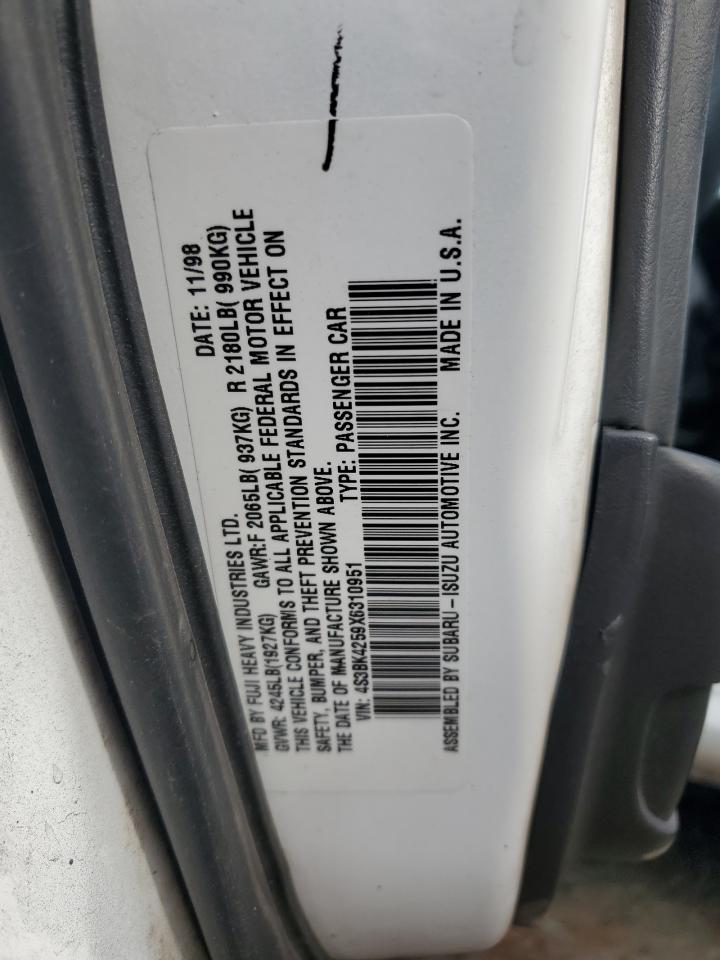 MFD BY FUJI HEAVY INDUSTRIES LTD. DATE: 11/98
GVWR: 4245LB(1927KG) GAWR:F 2065LB( 937KG) R 2180LB( 990KG)
THIS VEHICLE CONFORMS TO ALL APPLICABLE FEDERAL MOTOR VEHICLE
SAFETY, BUMPER, AND THEFT PREVENTION STANDARDS IN EFFECT ON
THE DATE OF MANUFACTURE SHOWN ABOVE.
VIN: 4S3BK4259X6310951 TYPE: PASSENGER CAR
ASSEMBLED BY SUBARU-ISUZU AUTOMOTIVE INC. MADE IN U.S.A.